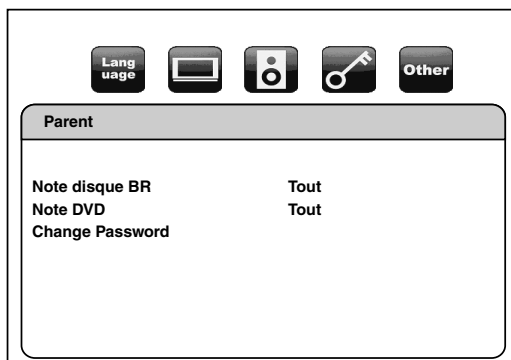 Lang
uage
Other
Parent
Note disque BR Tout
Note DVD Tout
Change Password